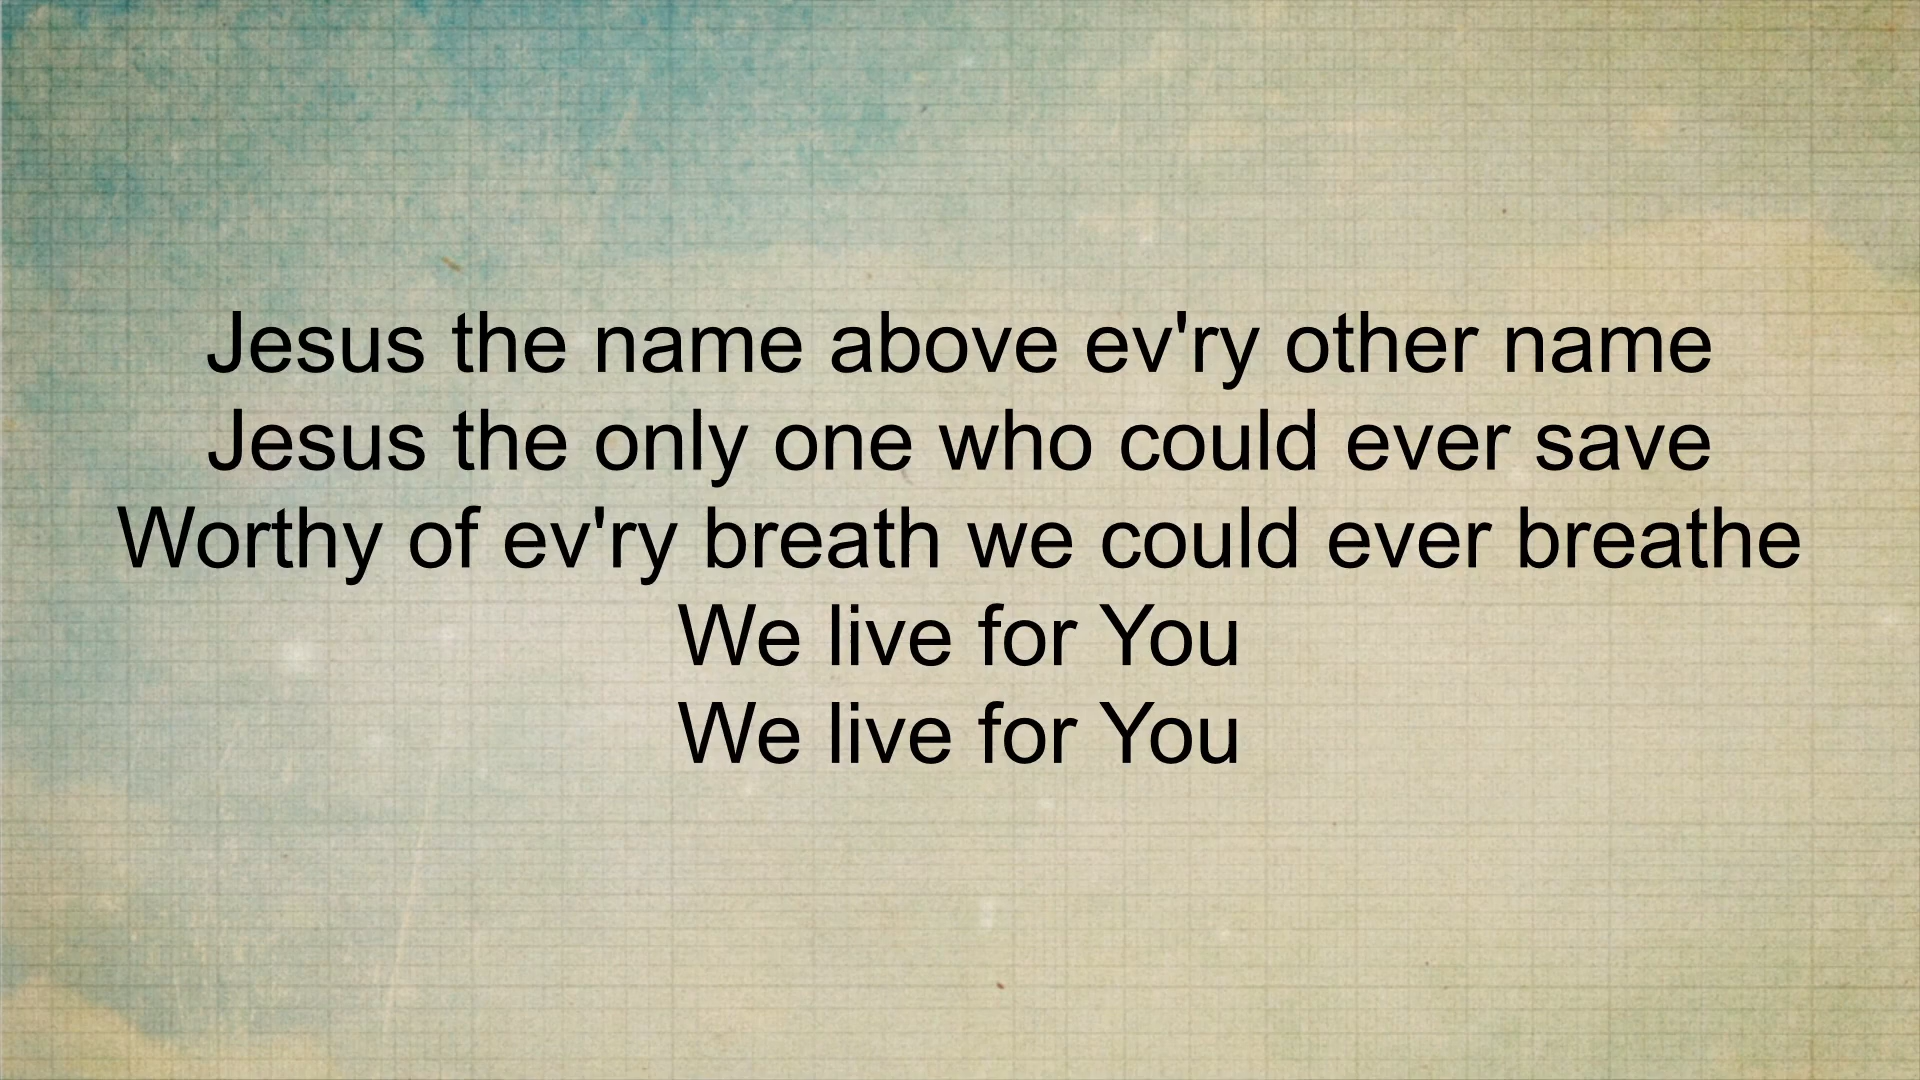 Jesus the name above ev'ry other name
Jesus the only one who could ever save
Worthy of ev'ry breath we could ever breathe
We live for You
We live for You